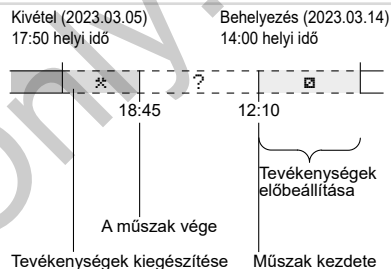 Kivétel (2023.03.05)
17:50 helyi idő
Behelyezés (2023.03.14)
14:00 helyi idő
?
18:45
12:10
Tevékenységek
előbeállítása
A műszak vége
Tevékenységek kiegészítése
Műszak kezdete
only.